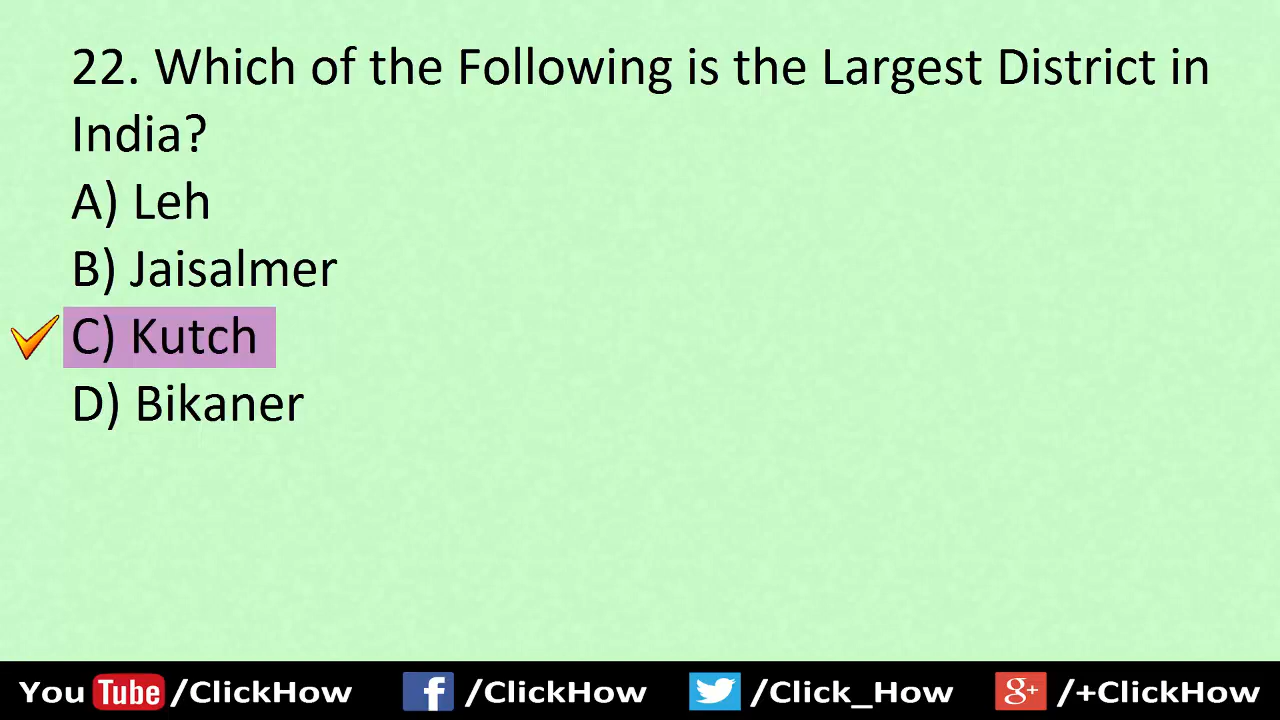 22. Which of the Following is the Largest District in
India?
A) Leh
B) Jaisalmer
C) Kutch
D) Bikaner
You Tube /ClickHow f /ClickHow /Click_How g+ /+ClickHow